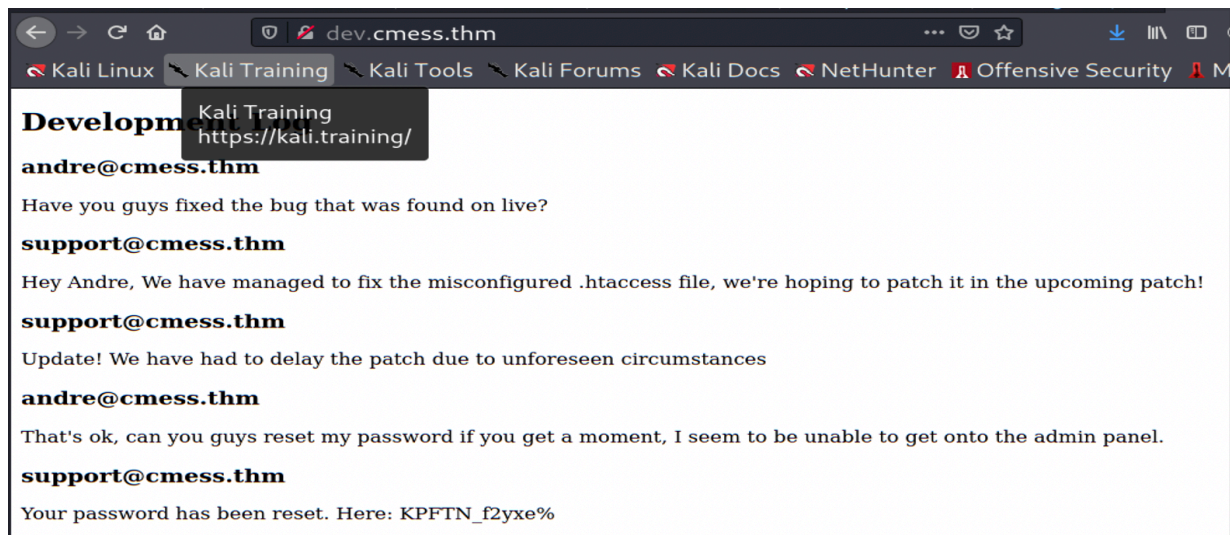 dev.cmess.thm
Kali Linux Kali Training Kali Tools Kali Forums Kali Docs NetHunter Offensive Security M
Kali Training
https://kali.training/
Development Log
andre@cmess.thm
Have you guys fixed the bug that was found on live?
support@cmess.thm
Hey Andre, We have managed to fix the misconfigured .htaccess file, we're hoping to patch it in the upcoming patch!
support@cmess.thm
Update! We have had to delay the patch due to unforeseen circumstances
andre@cmess.thm
That's ok, can you guys reset my password if you get a moment, I seem to be unable to get onto the admin panel.
support@cmess.thm
Your password has been reset. Here: KPFTN_f2yxe%